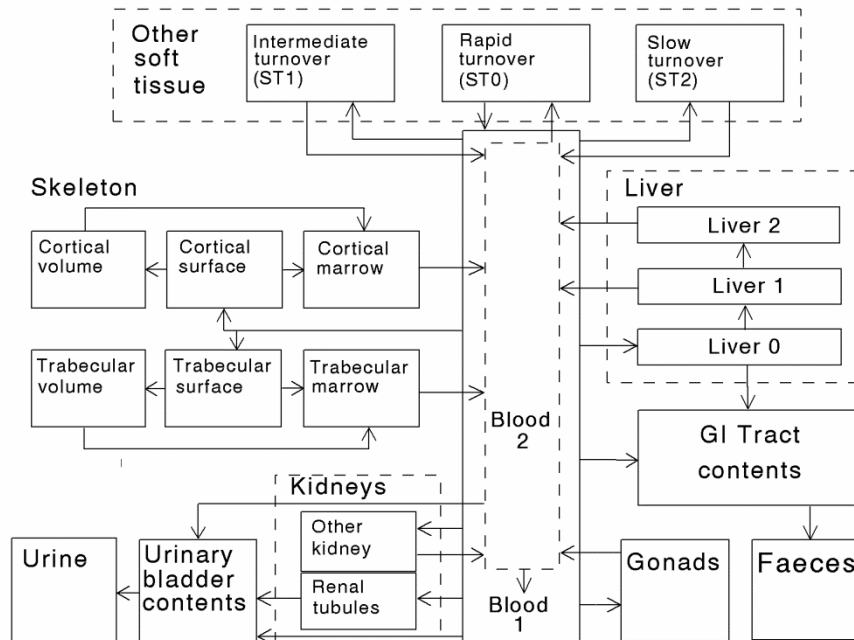 Other
soft
tissue
Intermediate
turnover
(ST1)
Rapid
turnover
(ST0)
Slow
turnover
(ST2)
Skeleton
Liver
Cortical
volume
Cortical
surface
Cortical
marrow
Liver 2
Liver 1
Liver 0
Trabecular
volume
Trabecular
surface
Trabecular
marrow
Blood
2
GI Tract
contents
Kidneys
Other
kidney
Renal
tubules
Urine
Urinary
bladder
contents
Blood
1
Gonads
Faeces